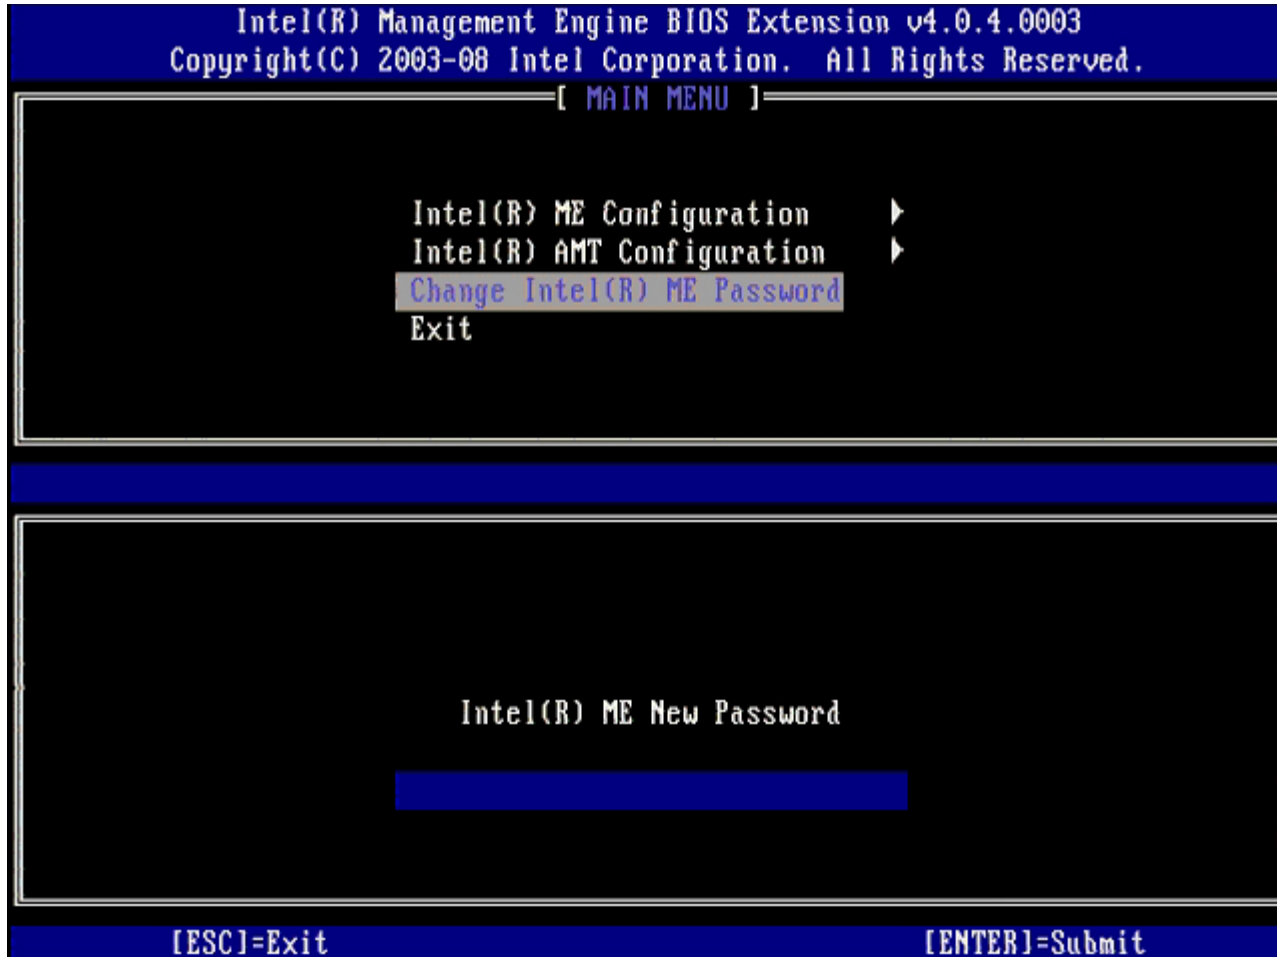 Intel(R) Management Engine BIOS Extension v4.0.4.0003
Copyright(C) 2003-08 Intel Corporation. All Rights Reserved.
[ MAIN MENU ]
Intel(R) ME Configuration
Intel(R) AMT Configuration
Change Intel(R) ME Password
Exit
Intel(R) ME New Password
[ESC]=Exit [ENTER]=Submit